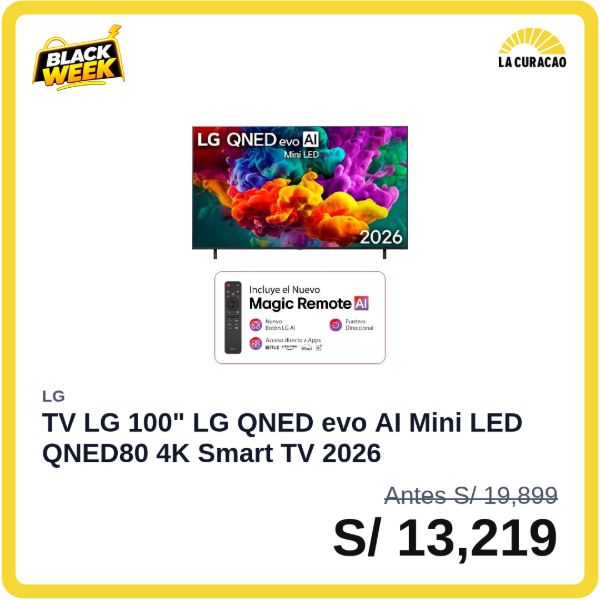 BLACK
WEEK
LA CURACAO
LG QNED evo AI
Mini LED
2026
Incluye el Nuevo
Magic Remote AI
Nuevo
Botón LG AI
Puntero
Direccional
Acceso directo a Apps
LG
TV LG 100" LG QNED evo AI Mini LED
QNED80 4K Smart TV 2026
Antes S/ 19,899
S/ 13,219